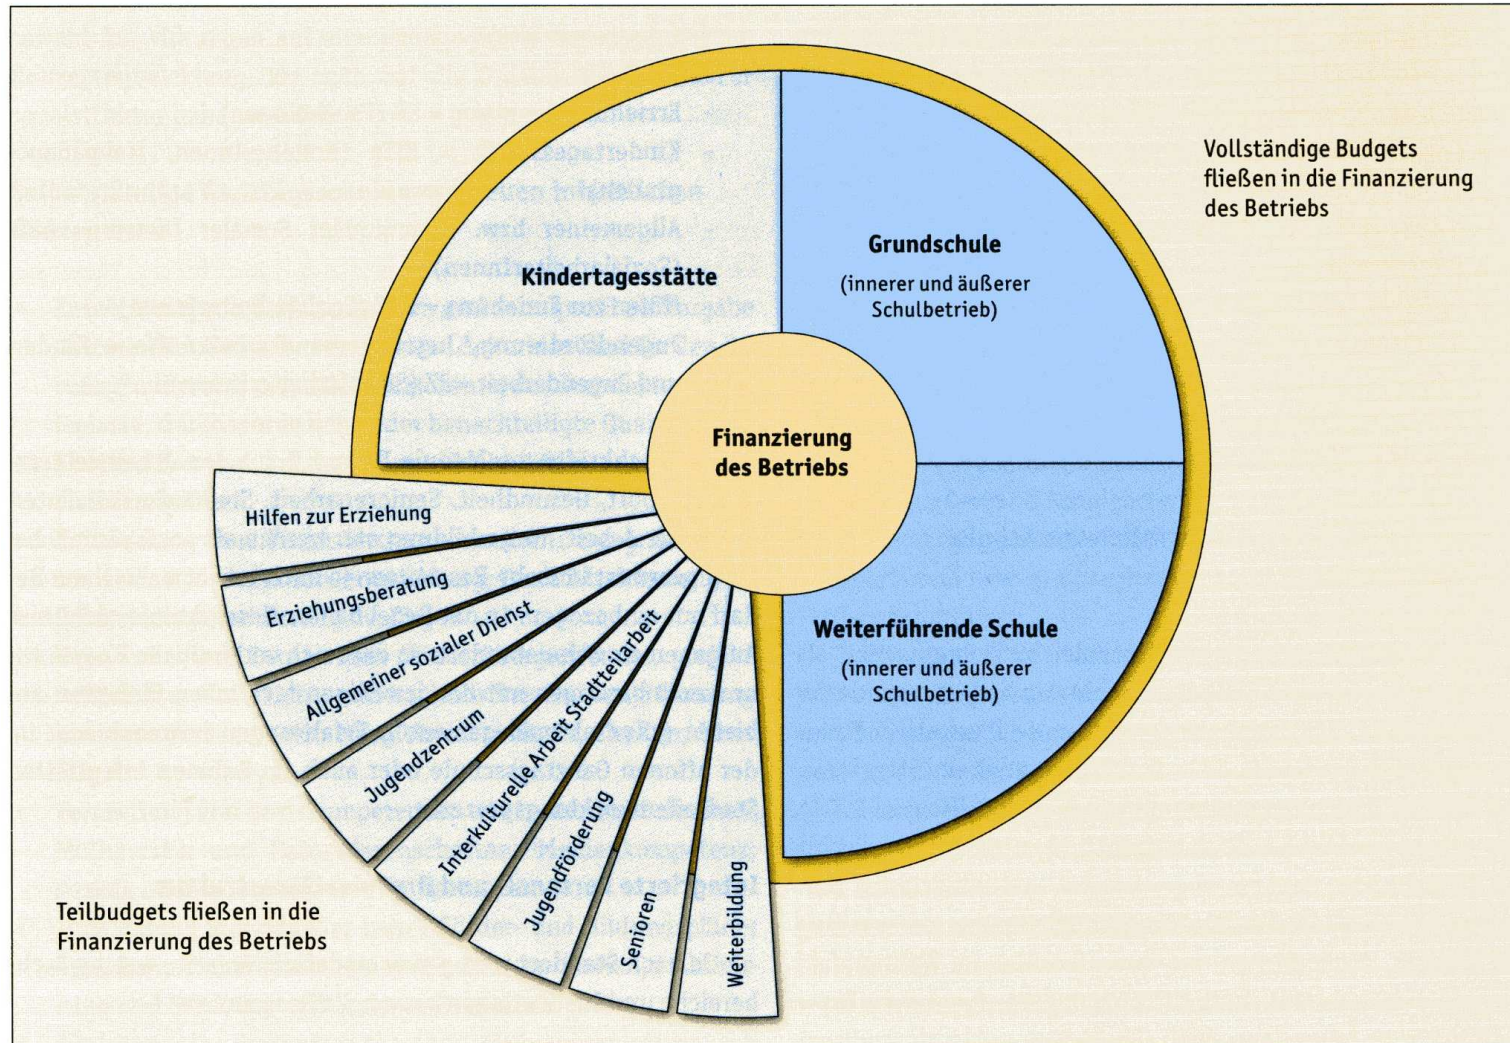 Vollständige Budgets
fließen in die Finanzierung
des Betriebs
Kindertagesstätte
Grundschule
(innerer und äußerer
Schulbetrieb)
Finanzierung
des Betriebs
Weiterführende Schule
(innerer und äußerer
Schulbetrieb)
Hilfen zur Erziehung
Erziehungsberatung
Allgemeiner sozialer Dienst
Jugendzentrum
Interkulturelle Arbeit Stadtteilarbeit
Jugendförderung
Senioren
Weiterbildung
Teilbudgets fließen in die
Finanzierung des Betriebs